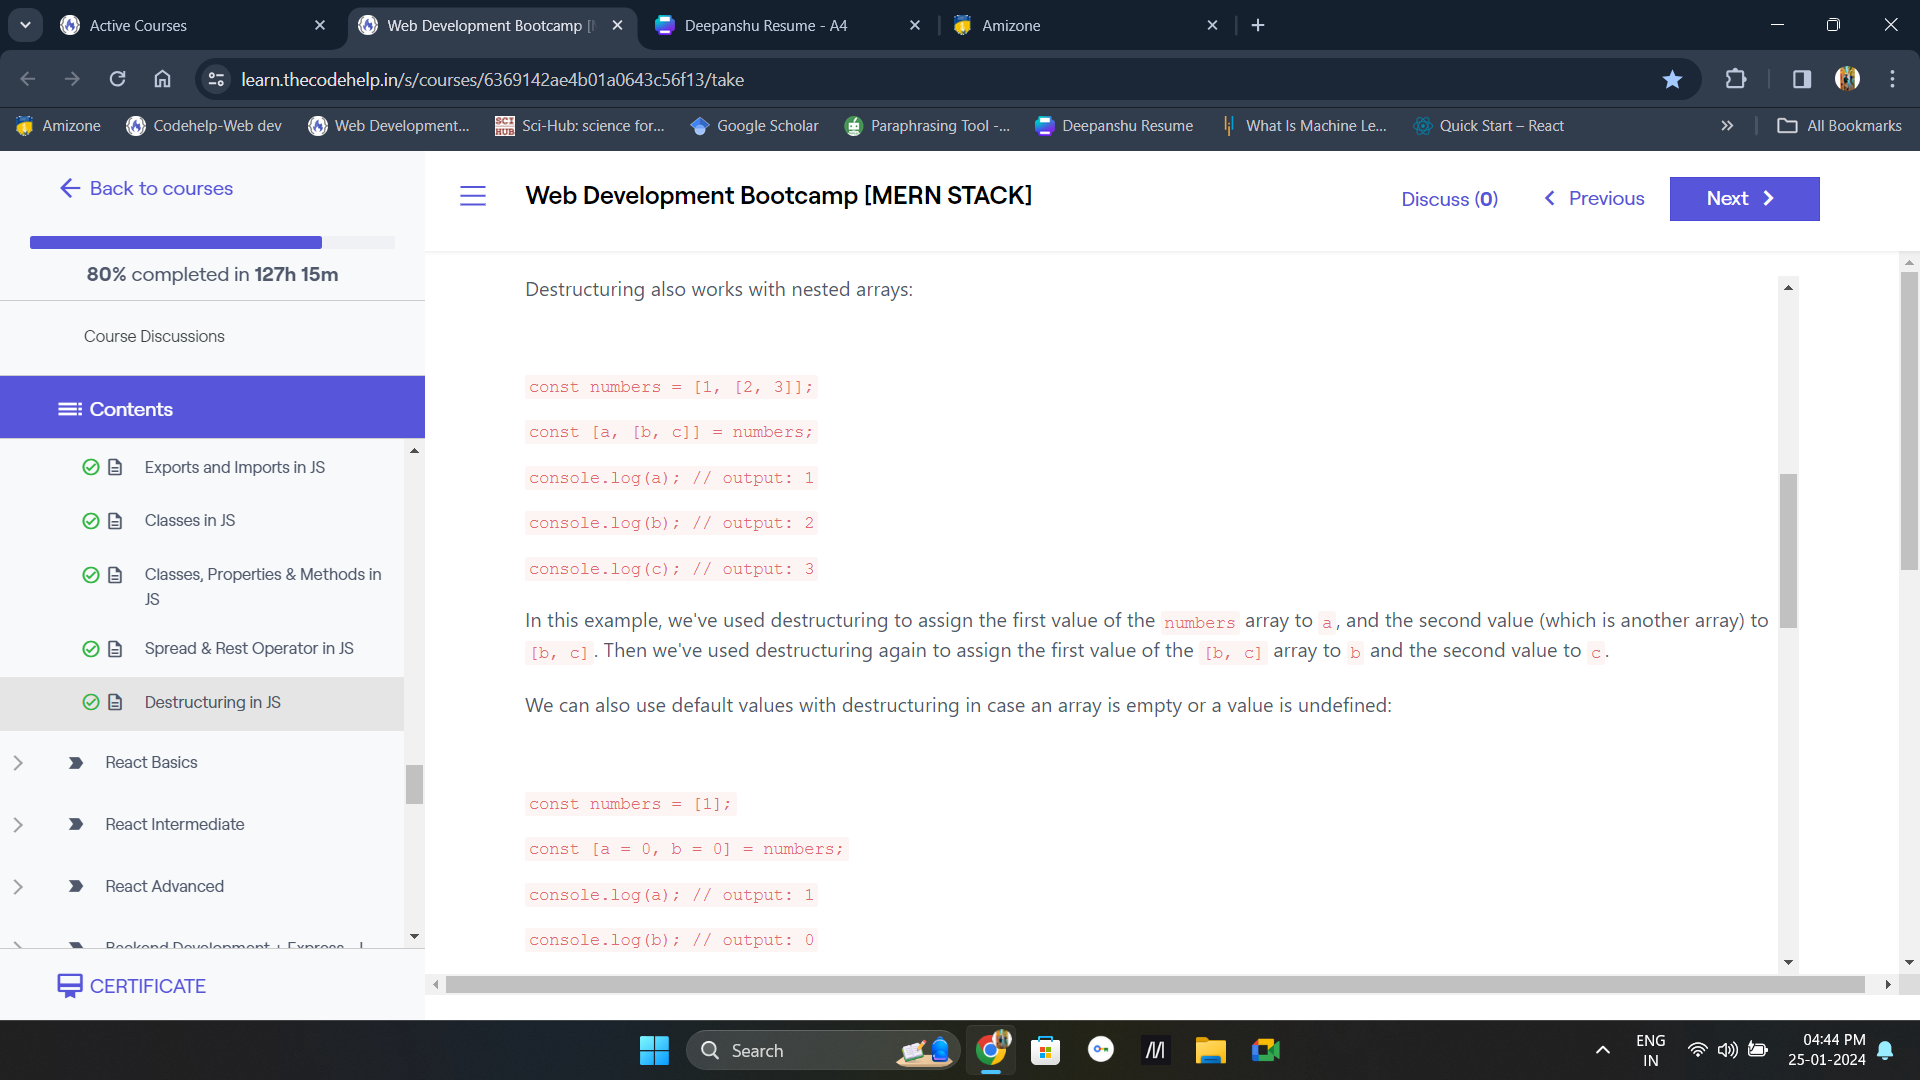 Active Courses
Web Development Bootcamp [
Deepanshu Resume - A4
Amizone
learn.thecodehelp.in/s/courses/6369142ae4b01a0643c56f13/take
Amizone
Codehelp-Web dev
Web Development...
SCI HUB
Sci-Hub: science for...
Google Scholar
Paraphrasing Tool -...
Deepanshu Resume
What Is Machine Le...
Quick Start – React
All Bookmarks
Back to courses
80% completed in 127h 15m
Course Discussions
Contents
Exports and Imports in JS
Classes in JS
Classes, Properties & Methods in
JS
Spread & Rest Operator in JS
Destructuring in JS
React Basics
React Intermediate
React Advanced
Backend Development + Express
CERTIFICATE
Web Development Bootcamp [MERN STACK]
Discuss (0)
Previous
Next
Destructuring also works with nested arrays:
const numbers = [1, [2, 3]];
const [a, [b, c]] = numbers;
console.log(a); // output: 1
console.log(b); // output: 2
console.log(c); // output: 3
In this example, we've used destructuring to assign the first value of the numbers array to a, and the second value (which is another array) to
[b, c]. Then we've used destructuring again to assign the first value of the [b, c] array to b and the second value to c.
We can also use default values with destructuring in case an array is empty or a value is undefined:
const numbers = [1];
const [a = 0, b = 0] = numbers;
console.log(a); // output: 1
console.log(b); // output: 0
Search
ENG
IN
04:44 PM
25-01-2024